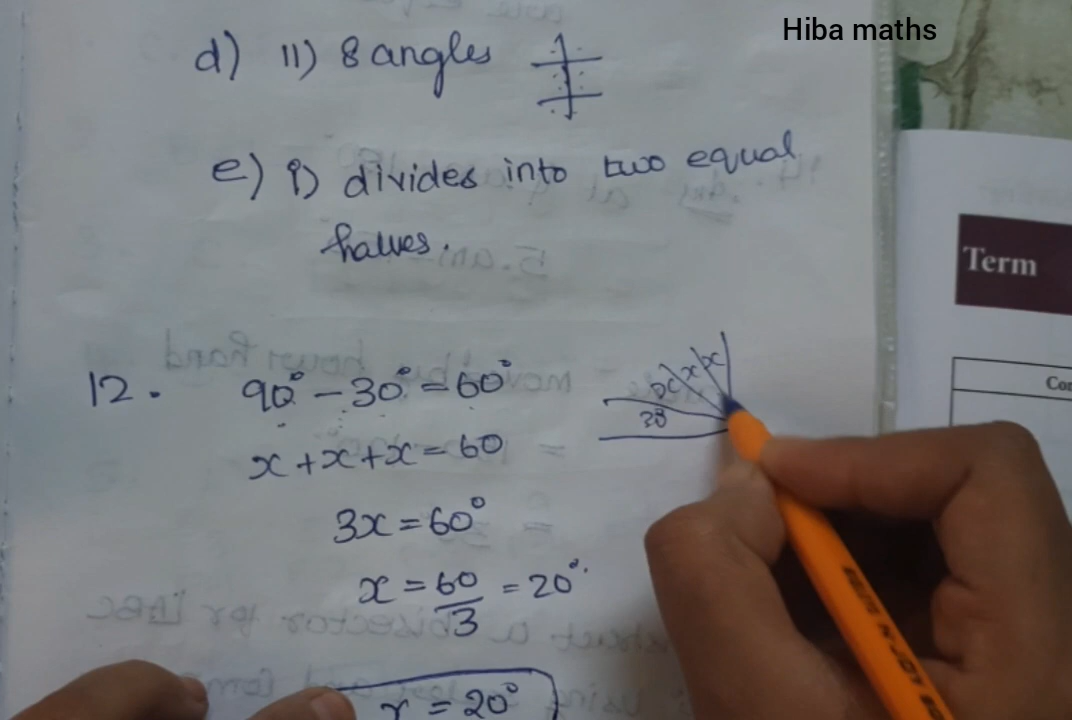 Hiba maths
d) 11) 8 angles
e) i) divides into two equal
halves.
12. 90° - 30° = 60°
x + x + x = 60
3x = 60°
x = 60/3 = 20°.
x = 20°
x x x
30
Term